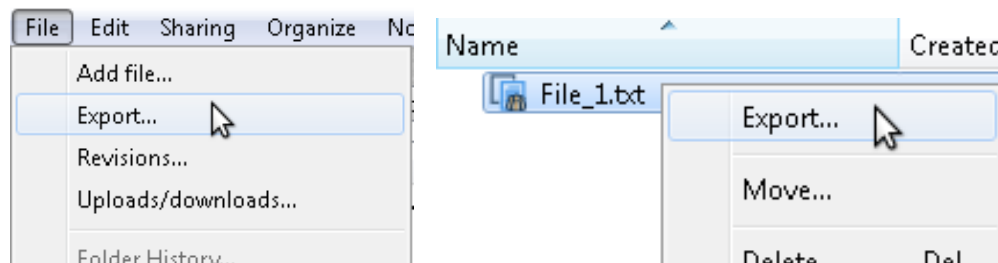 File Edit Sharing Organize
Add file...
Export...
Revisions...
Uploads/downloads...
Folder History...
Name Created
File_1.txt
Export...
Move...
Delete Del